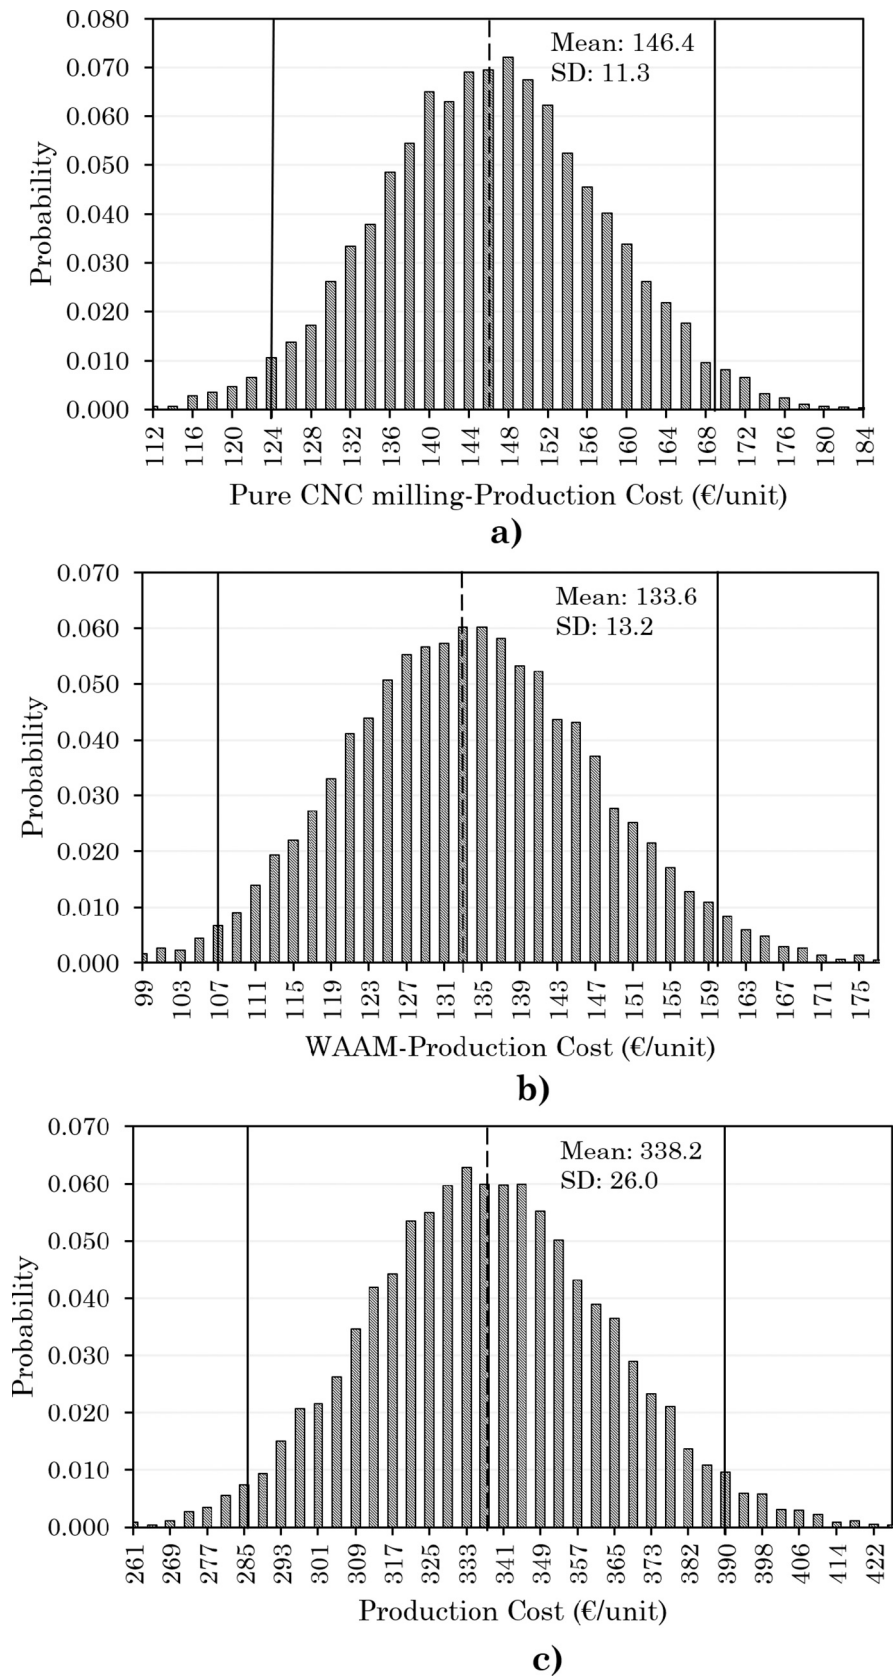 0.080
0.070
0.060
0.050
0.040
0.030
0.020
0.010
0.000
Probability
Mean: 146.4
SD: 11.3
112 116 120 124 128 132 136 140 144 148 152 156 160 164 168 172 176 180 184
Pure CNC milling-Production Cost (€/unit)
a)
0.070
0.060
0.050
0.040
0.030
0.020
0.010
0.000
Probability
Mean: 133.6
SD: 13.2
99 103 107 111 115 119 123 127 131 135 139 143 147 151 155 159 163 167 171 175
WAAM-Production Cost (€/unit)
b)
0.070
0.060
0.050
0.040
0.030
0.020
0.010
0.000
Probability
Mean: 338.2
SD: 26.0
261 269 277 285 293 301 309 317 325 333 341 349 357 365 373 382 390 398 406 414 422
Production Cost (€/unit)
c)